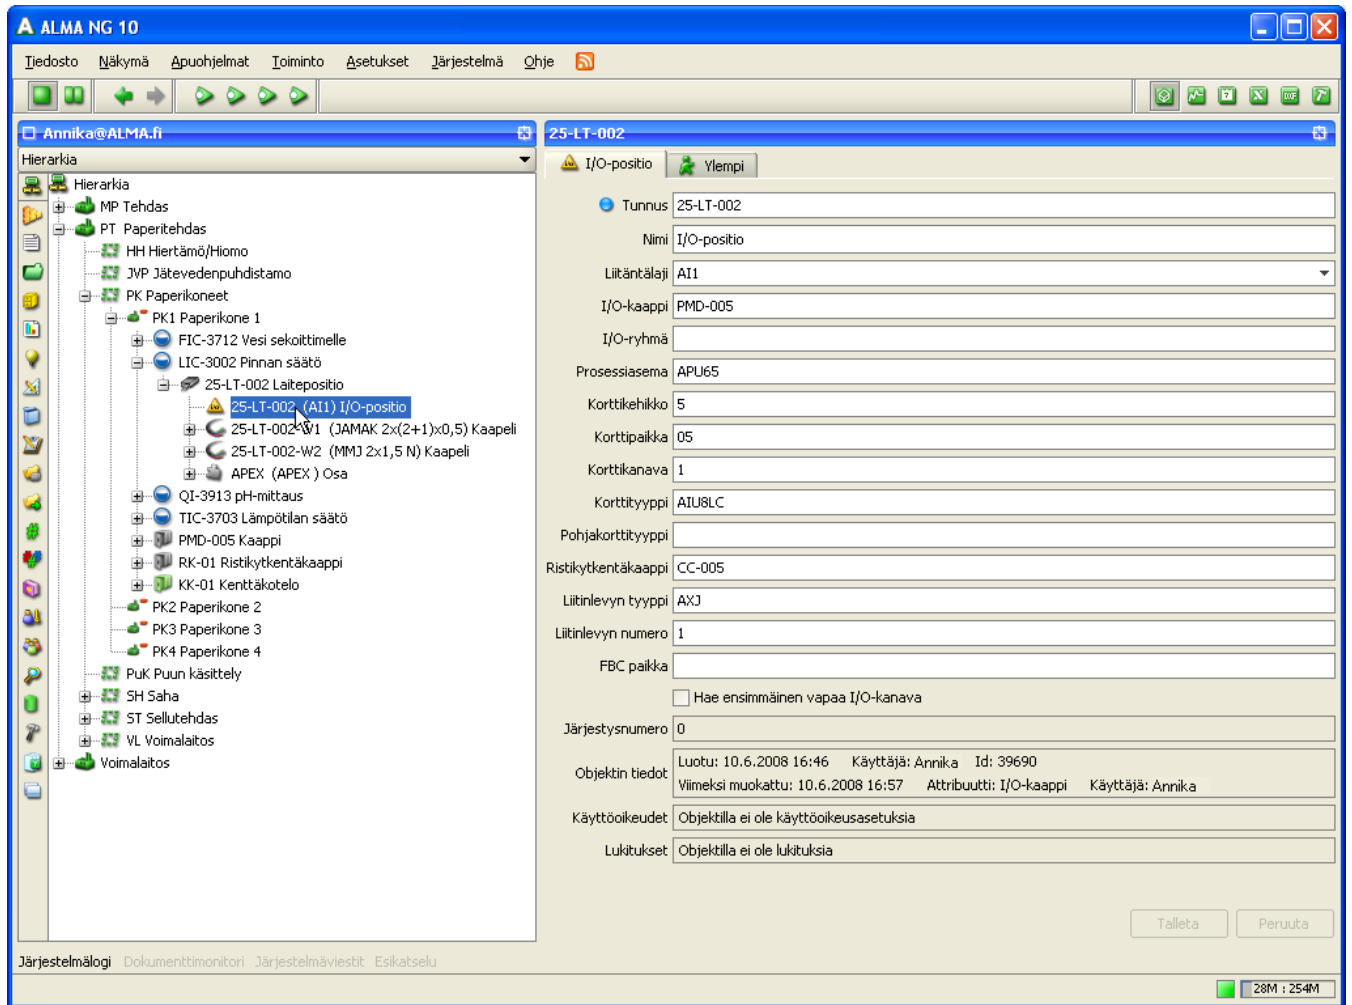 ALMA NG 10
Tiedosto Näkymä Apuohjelmat Toiminto Asetukset Järjestelmä Ohje
Annika@ALMA.fi
Hierarkia
Hierarkia
MP Tehdas
PT Paperitehdas
HH Hiertämö/Hiomo
JVP Jätevedenpuhdistamo
PK Paperikoneet
PK1 Paperikone 1
FIC-3712 Vesi sekoittimelle
LIC-3002 Pinnan säätö
25-LT-002 Laitepositio
25-LT-002 (AI1) I/O-positio
25-LT-002-W1 (JAMAK 2x(2+1)x0,5) Kaapeli
25-LT-002-W2 (MMJ 2x1,5 N) Kaapeli
APEX (APEX ) Osa
QI-3913 pH-mittaus
TIC-3703 Lämpötilan säätö
PMD-005 Kaappi
RK-01 Ristikytkentäkaappi
KK-01 Kenttäkotelo
PK2 Paperikone 2
PK3 Paperikone 3
PK4 Paperikone 4
PuK Puun käsittely
SH Saha
ST Sellutehdas
VL Voimalaitos
Voimalaitos
25-LT-002
I/O-positio Ylempi
Tunnus 25-LT-002
Nimi I/O-positio
Liitäntälaji AI1
I/O-kaappi PMD-005
I/O-ryhmä
Prosessiasema APU65
Korttikehikko 5
Korttipaikka 05
Korttikanava 1
Korttityyppi AIU8LC
Pohjakorttityyppi
Ristikytkentäkaappi CC-005
Liitinlevyn tyyppi AXJ
Liitinlevyn numero 1
FBC paikka
Hae ensimmäinen vapaa I/O-kanava
Järjestysnumero 0
Objektin tiedot Luotu: 10.6.2008 16:46 Käyttäjä: Annika Id: 39690
Viimeksi muokattu: 10.6.2008 16:57 Attribuutti: I/O-kaappi Käyttäjä: Annika
Käyttöoikeudet Objektilla ei ole käyttöoikeusasetuksia
Lukitukset Objektilla ei ole lukituksia
Talleta Peruuta
Järjestelmälogi Dokumenttimonitori Järjestelmäviestit Esikatselu
28M : 254M